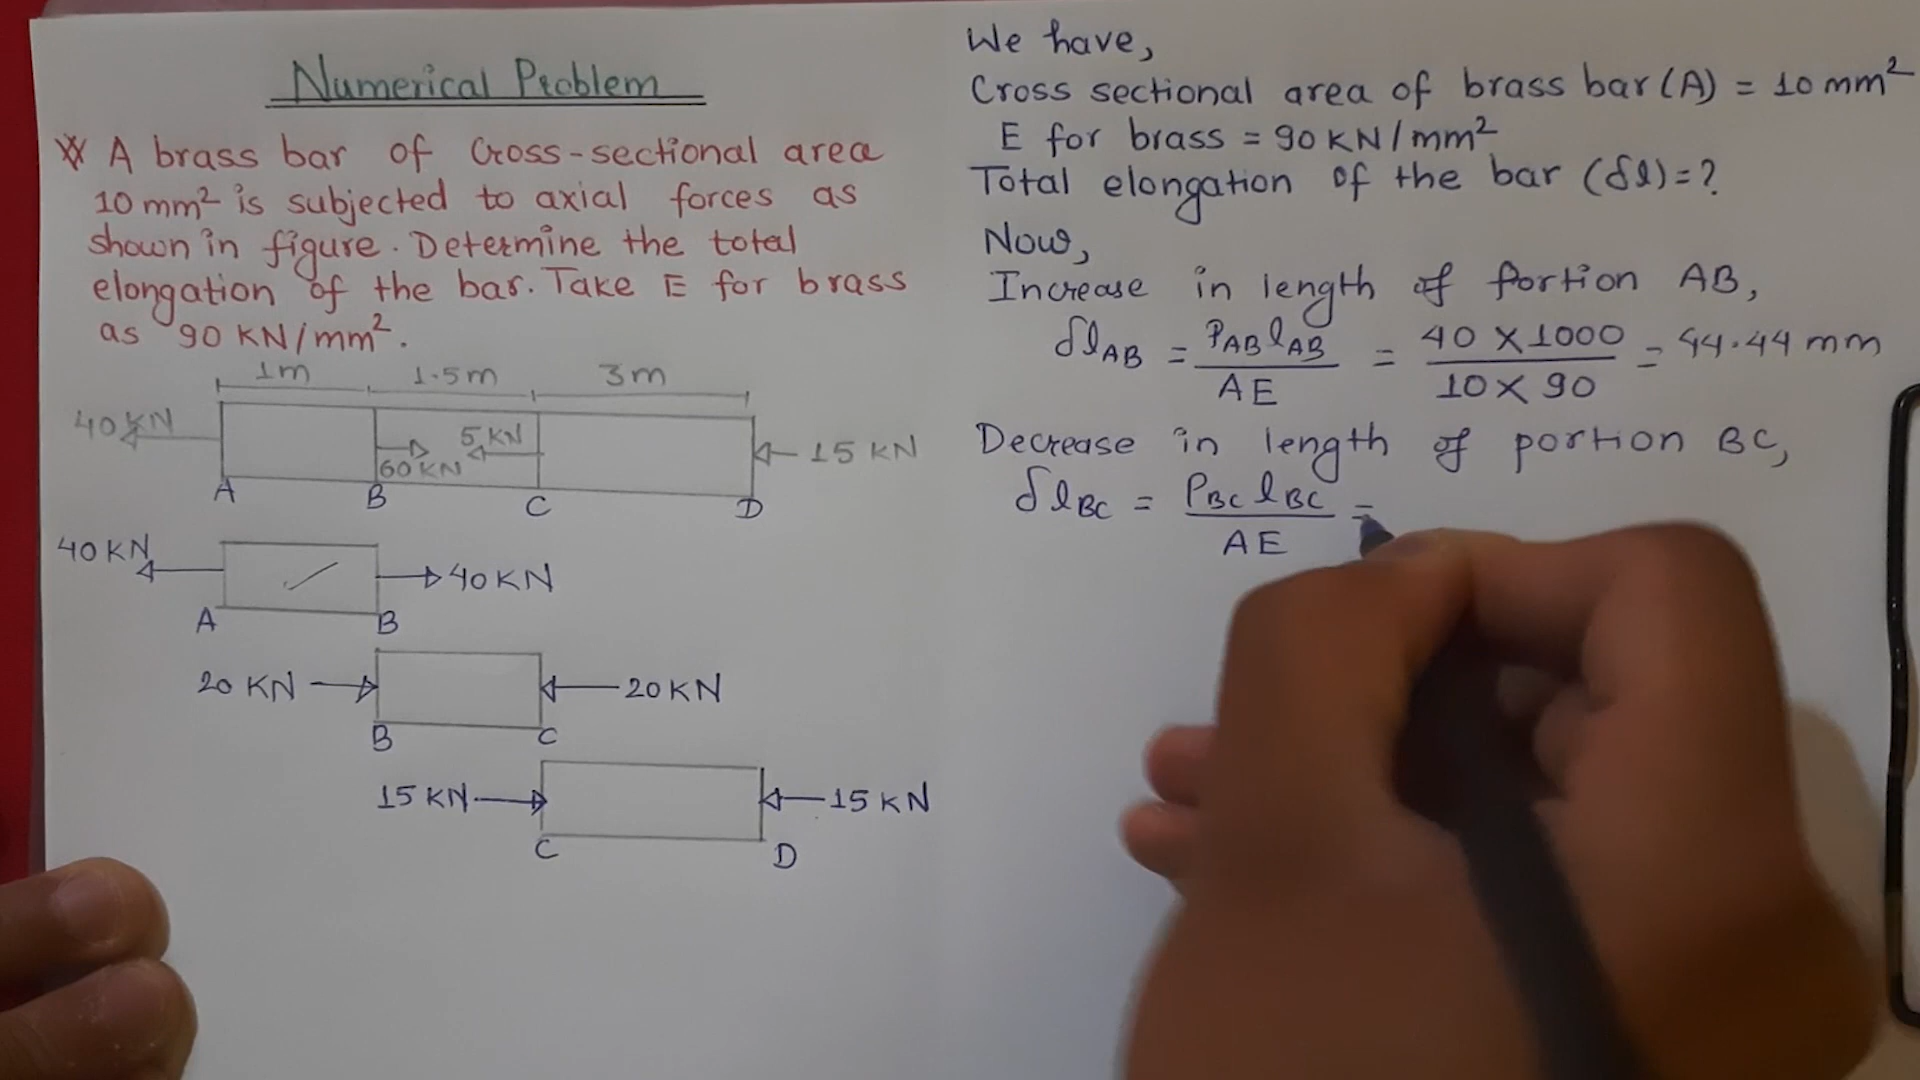 Numerical Problem
※ A brass bar of Cross-sectional area
10 mm² is subjected to axial forces as
shown in figure. Determine the total
elongation of the bar. Take E for brass
as 90 KN/mm².
1m 1.5m 3m
40 KN 60 KN 5 KN 15 KN
A B C D
40 KN 40 KN
A B
20 KN 20 KN
B C
15 KN 15 KN
C D
We have,
Cross sectional area of brass bar (A) = 10 mm²
E for brass = 90 KN/mm²
Total elongation of the bar (δl) = ?
Now,
Increase in length of portion AB,
δl_AB = P_AB l_AB / AE = 40 X 1000 / 10 X 90 = 44.44 mm
Decrease in length of portion BC,
δl_BC = P_BC l_BC / AE =